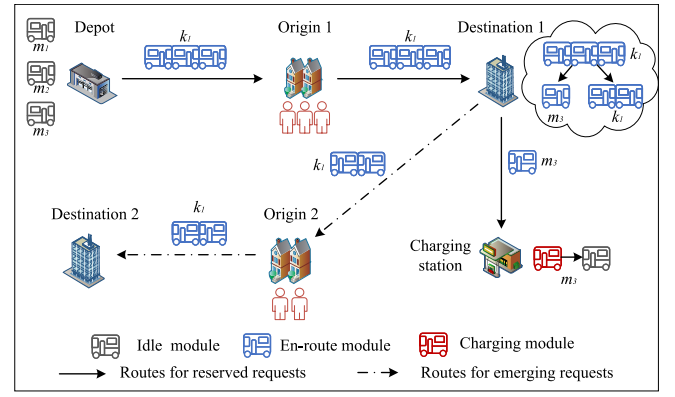 Depot
Origin 1
Destination 1
m1
m2
m3
k1
k1
k1
m3
k1
k1
m3
Destination 2
k1
Origin 2
Charging
station
m3
Idle module
En-route module
Charging module
Routes for reserved requests
Routes for emerging requests